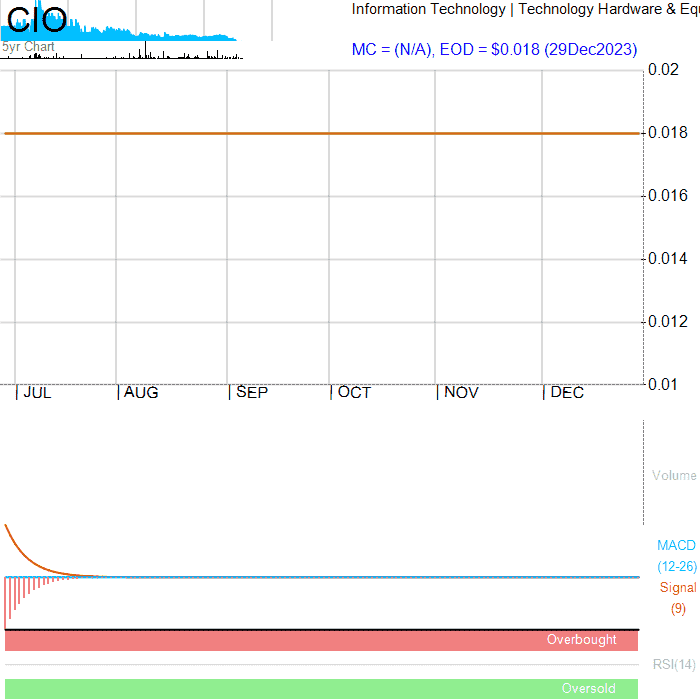 CIO
Information Technology | Technology Hardware & Equ
5yr Chart
MC = (N/A), EOD = $0.018 (29Dec2023)
0.02
0.018
0.016
0.014
0.012
0.01
JUL AUG SEP OCT NOV DEC
Volume
MACD
(12-26)
Signal
(9)
Overbought
RSI(14)
Oversold